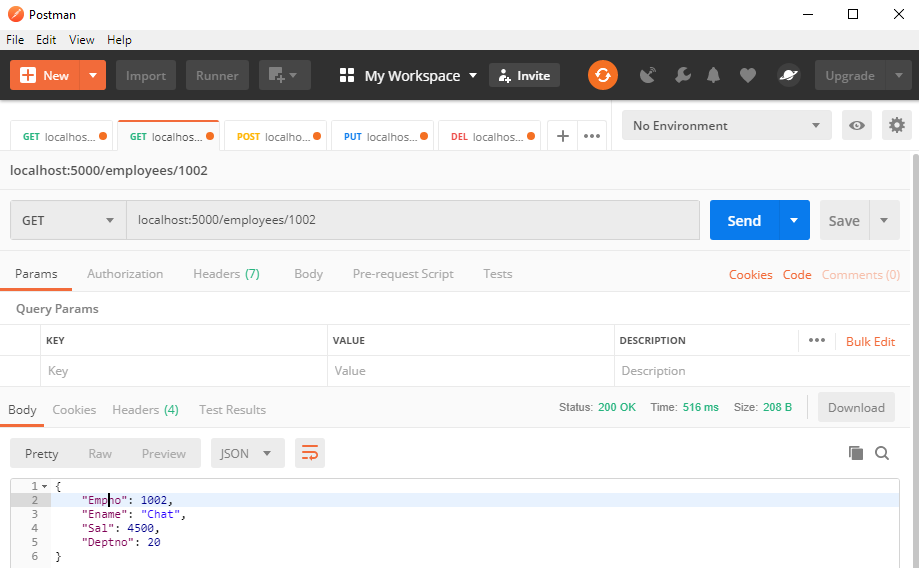 Postman
File Edit View Help
New Import Runner My Workspace Invite Upgrade
GET localhos... GET localhos... POST localho... PUT localhos... DEL localhos... + ••• No Environment
localhost:5000/employees/1002
GET localhost:5000/employees/1002 Send Save
Params Authorization Headers (7) Body Pre-request Script Tests Cookies Code Comments (0)
Query Params
KEY VALUE DESCRIPTION ••• Bulk Edit
Key Value Description
Body Cookies Headers (4) Test Results Status: 200 OK Time: 516 ms Size: 208 B Download
Pretty Raw Preview JSON
1 {
2 "Empno": 1002,
3 "Ename": "Chat",
4 "Sal": 4500,
5 "Deptno": 20
6 }